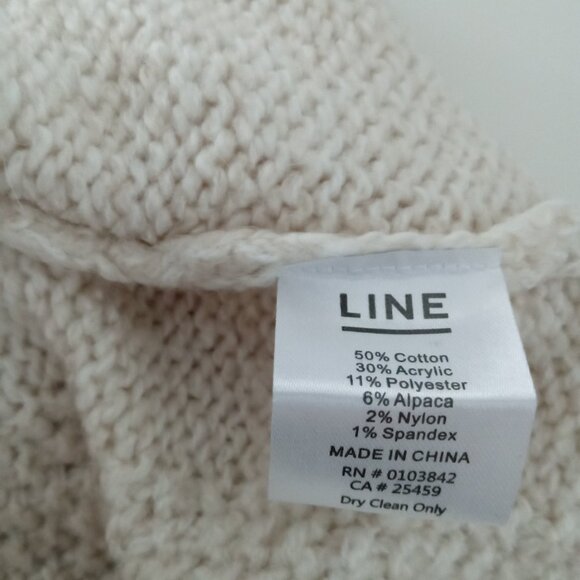 LINE
50% Cotton
30% Acrylic
11% Polyester
6% Alpaca
2% Nylon
1% Spandex
MADE IN CHINA
RN # 0103842
CA # 25459
Dry Clean Only